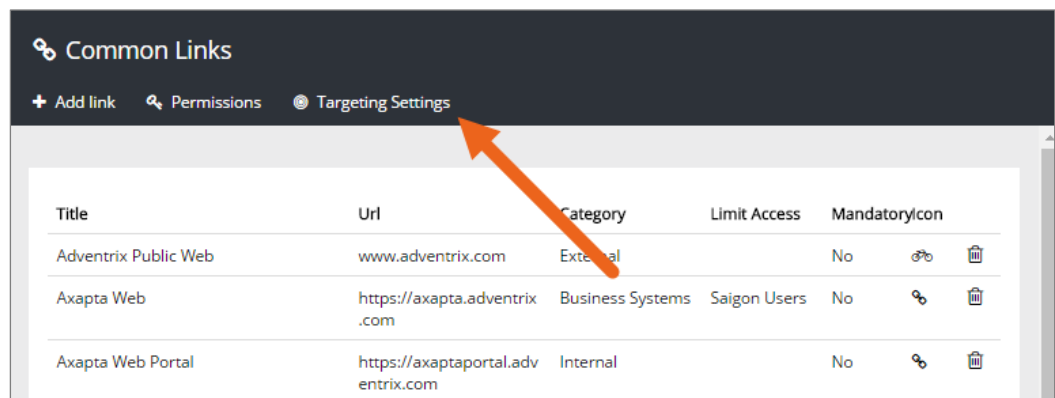 Common Links
Add link Permissions Targeting Settings
Title Url Category Limit Access Mandatory Icon
Adventrix Public Web www.adventrix.com External No
Axapta Web https://axapta.adventrix Business Systems Saigon Users No
.com
Axapta Web Portal https://axaptaportal.adv Internal No
entrix.com